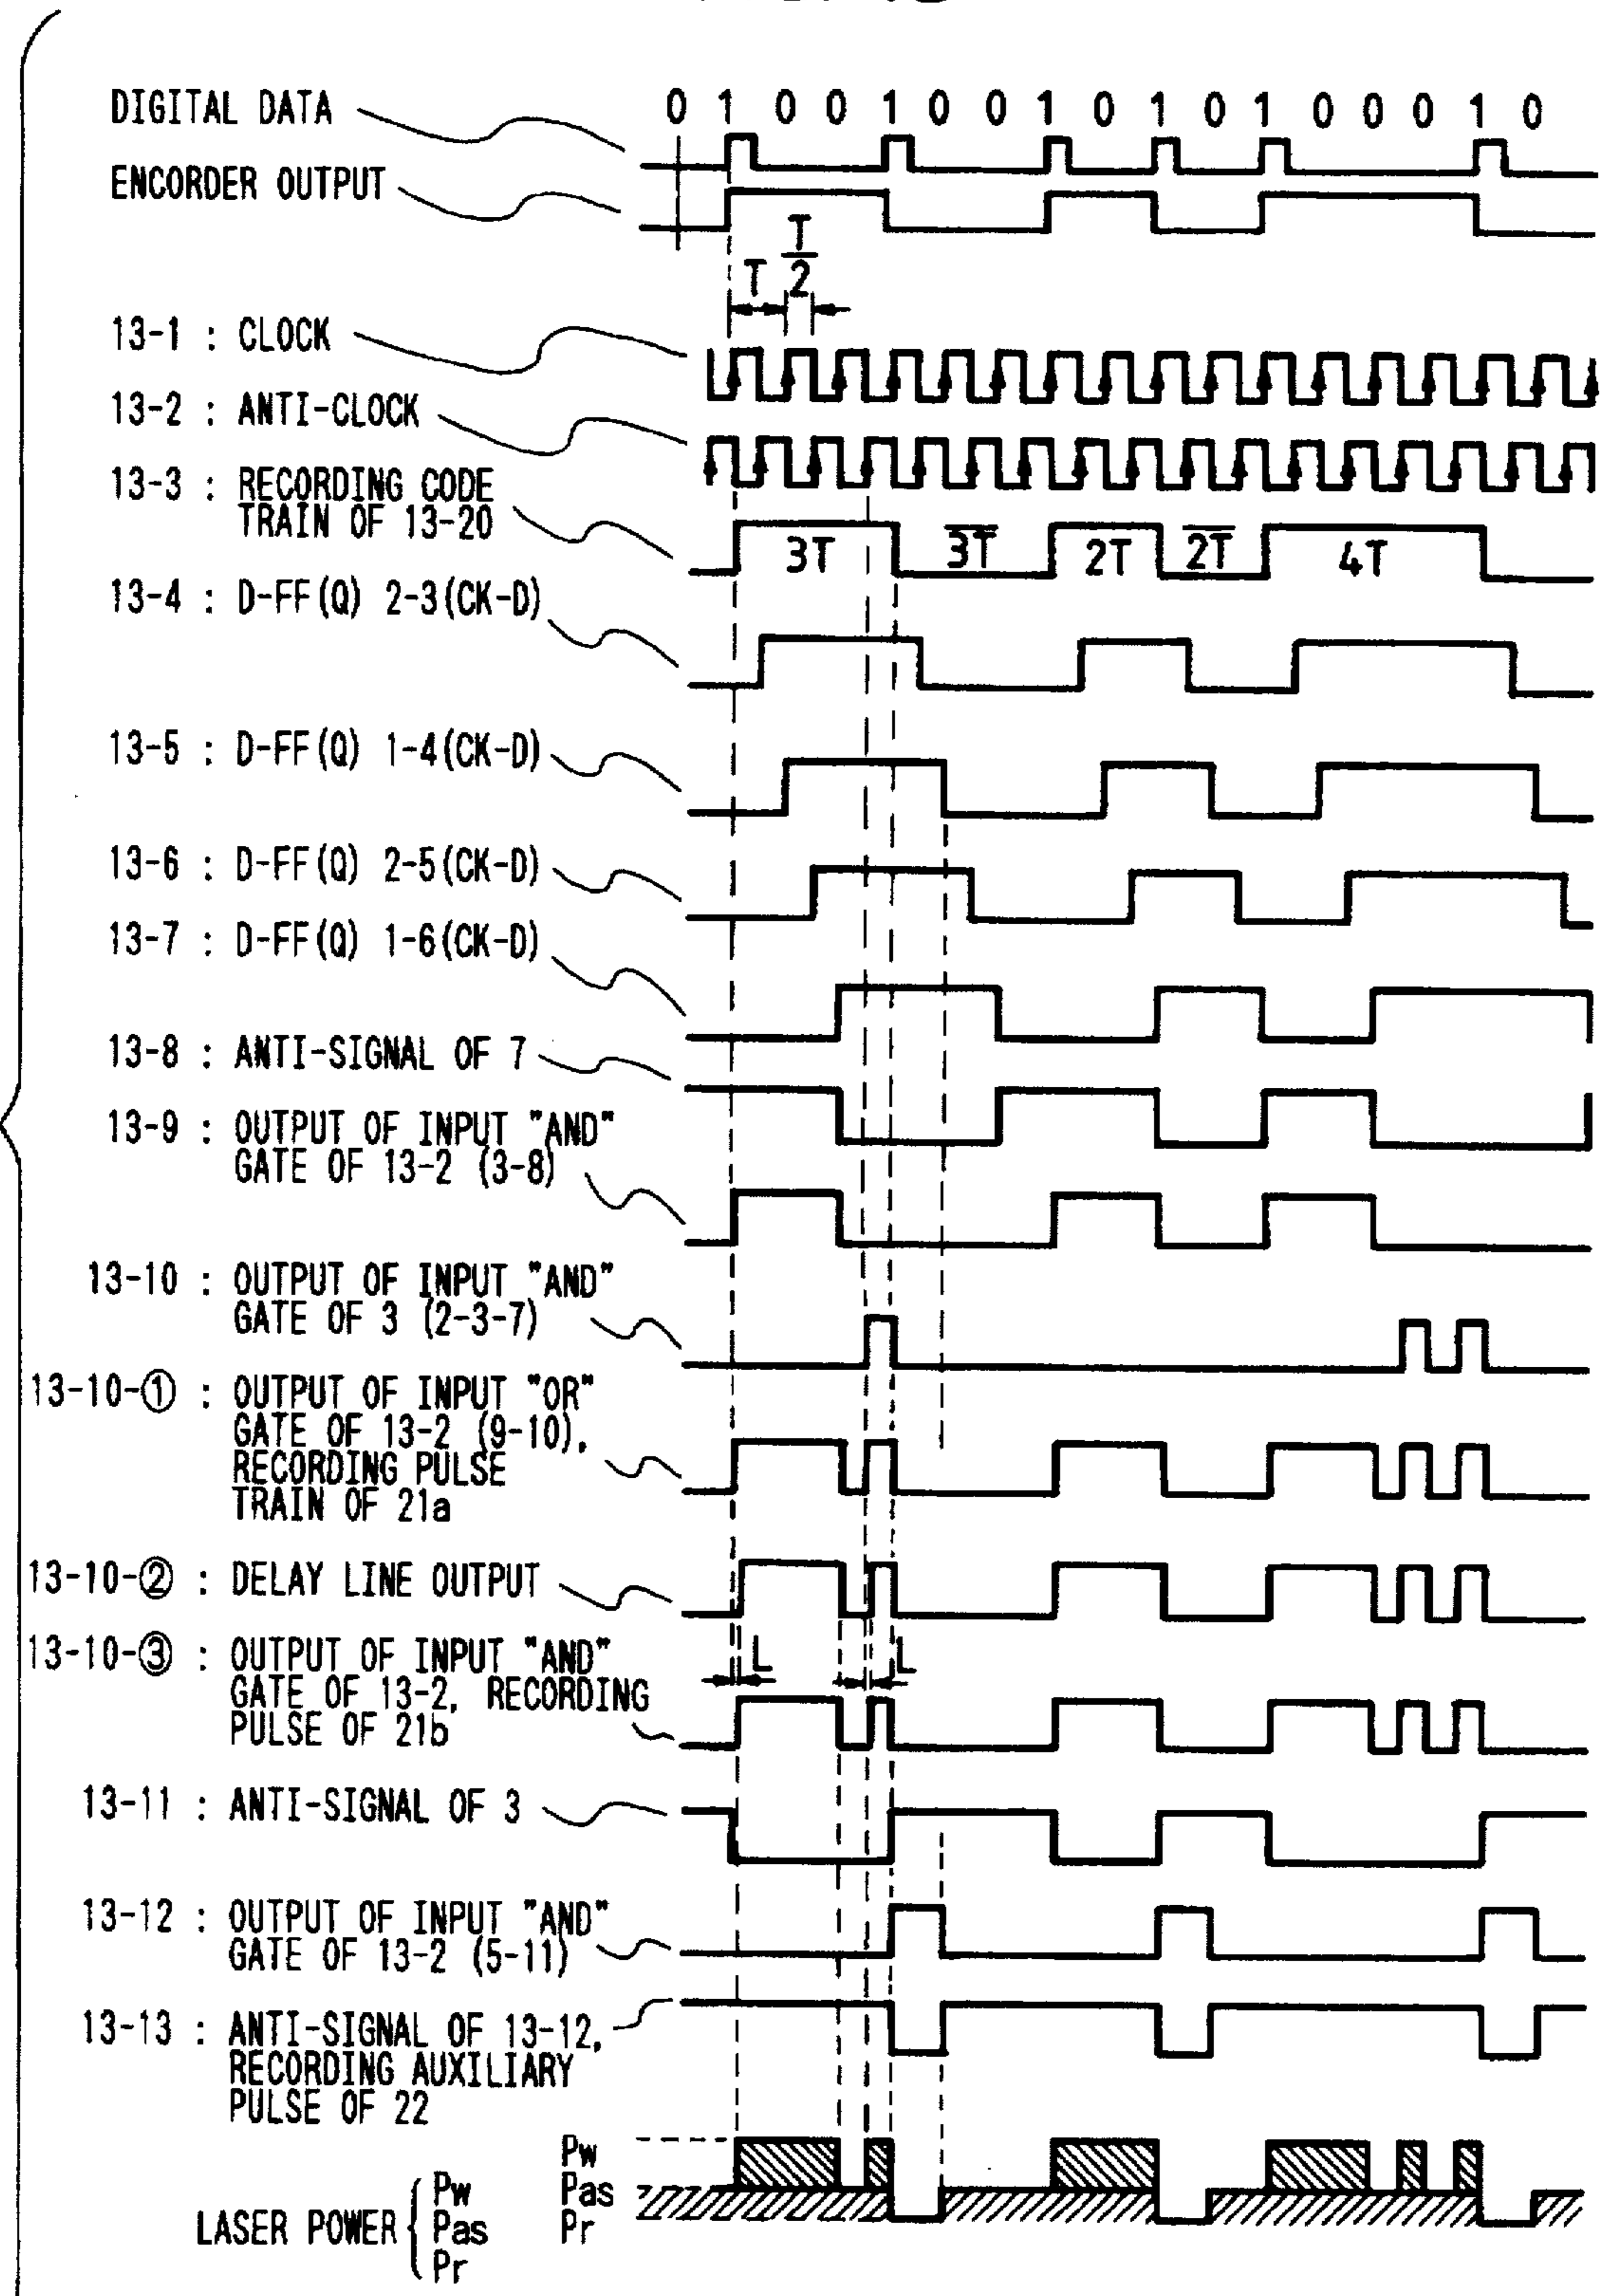 DIGITAL DATA
0 1 0 0 1 0 0 1 0 1 0 1 0 0 0 1 0
ENCORDER OUTPUT
T T/2
13-1 : CLOCK
13-2 : ANTI-CLOCK
13-3 : RECORDING CODE
TRAIN OF 13-20
3T 3T̅ 2T 2T̅ 4T
13-4 : D-FF(Q) 2-3(CK-D)
13-5 : D-FF(Q) 1-4(CK-D)
13-6 : D-FF(Q) 2-5(CK-D)
13-7 : D-FF(Q) 1-6(CK-D)
13-8 : ANTI-SIGNAL OF 7
13-9 : OUTPUT OF INPUT "AND"
GATE OF 13-2 (3-8)
13-10 : OUTPUT OF INPUT "AND"
GATE OF 3 (2-3-7)
13-10-① : OUTPUT OF INPUT "OR"
GATE OF 13-2 (9-10),
RECORDING PULSE
TRAIN OF 21a
13-10-② : DELAY LINE OUTPUT
13-10-③ : OUTPUT OF INPUT "AND"
GATE OF 13-2, RECORDING
PULSE OF 21b
L L
13-11 : ANTI-SIGNAL OF 3
13-12 : OUTPUT OF INPUT "AND"
GATE OF 13-2 (5-11)
13-13 : ANTI-SIGNAL OF 13-12,
RECORDING AUXILIARY
PULSE OF 22
LASER POWER
Pw
Pas
Pr
Pw
Pas
Pr